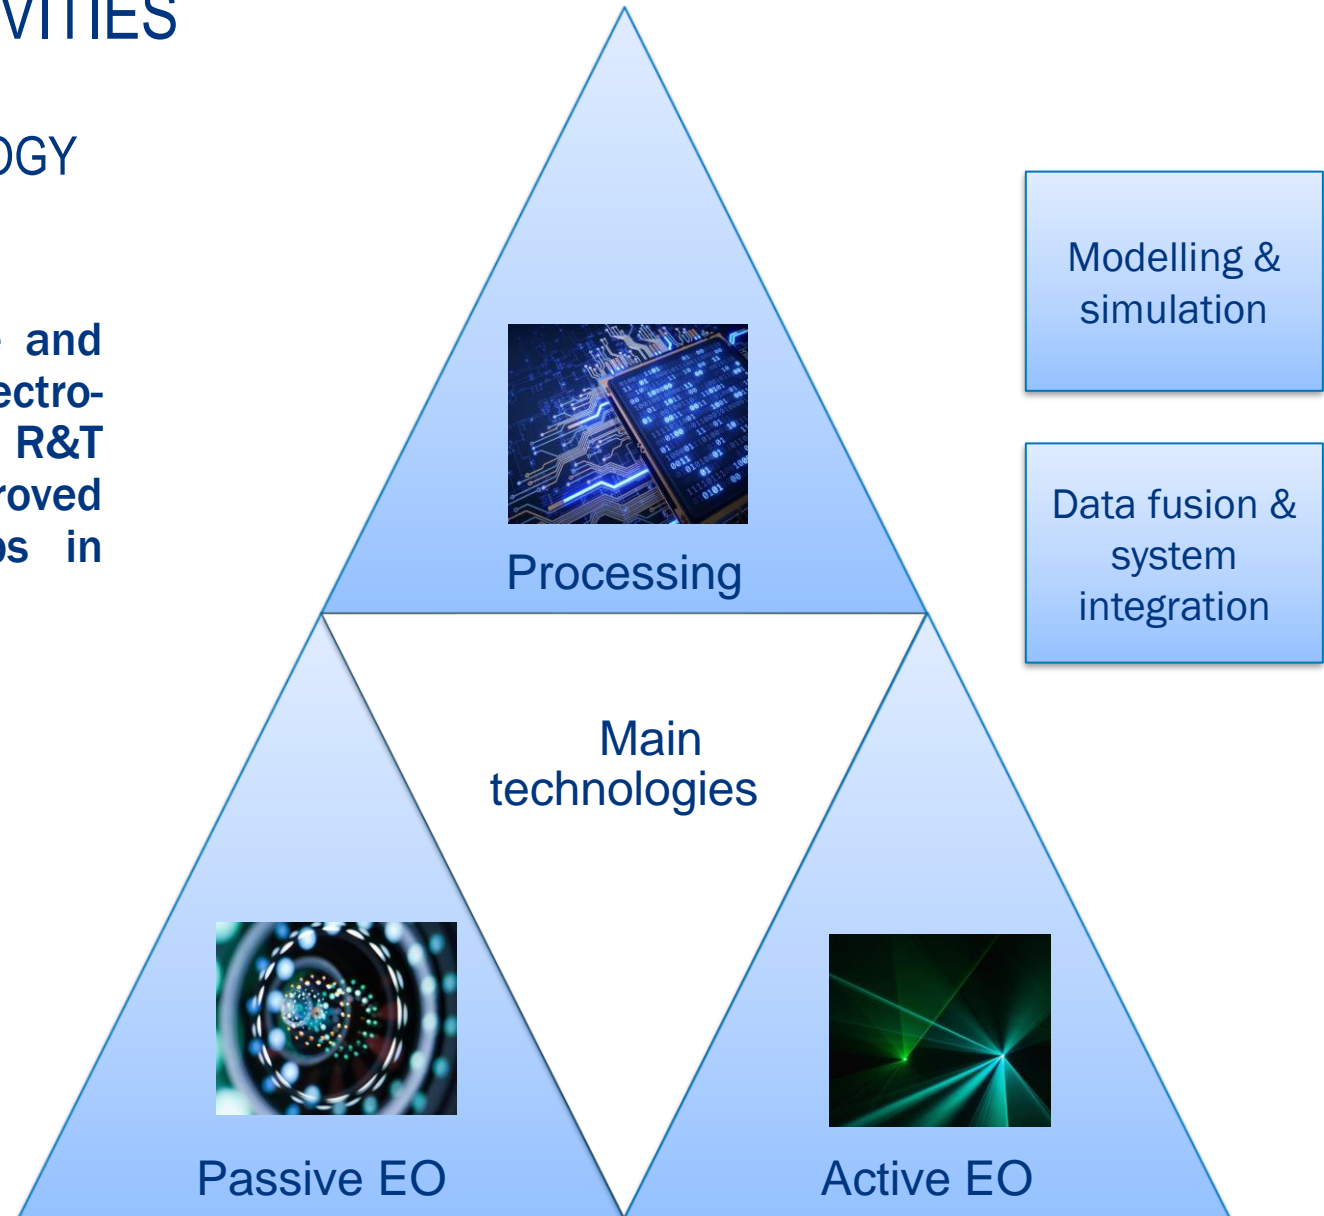 VITIES
OGY
and
ectro-
R&T
roved
in
Processing
Main
technologies
Passive EO
Active EO
Modelling &
simulation
Data fusion &
system
integration